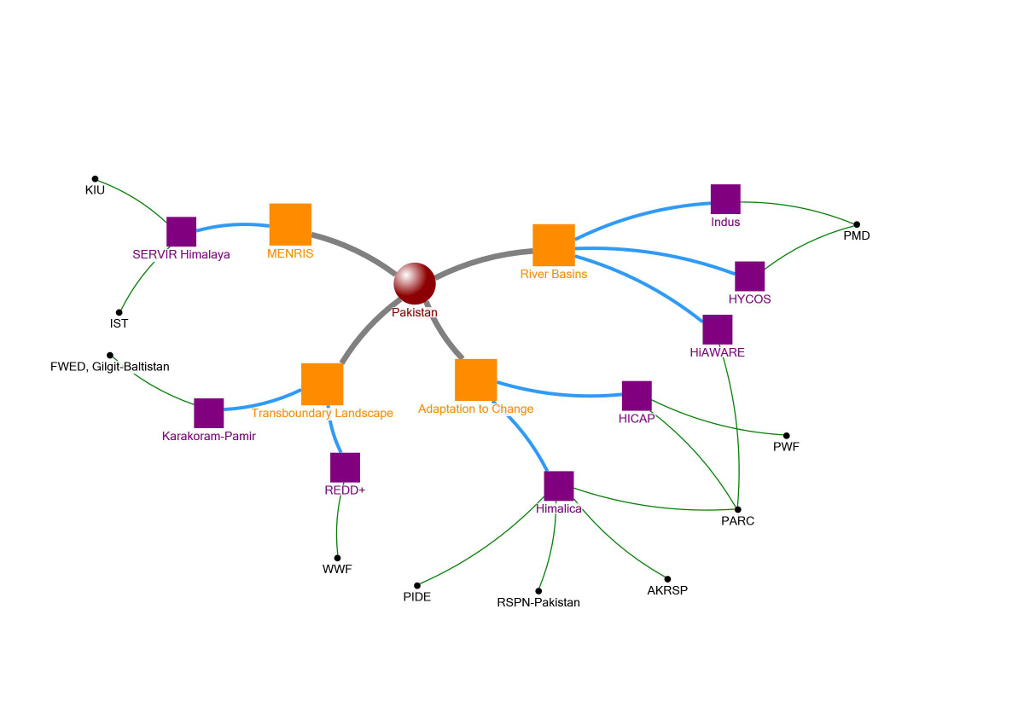 KIU
Indus
PMD
SERVIR Himalaya
MENRIS
River Basins
HYCOS
Pakistan
IST
HiAWARE
FWED, Gilgit-Baltistan
Transboundary Landscape
Adaptation to Change
HICAP
Karakoram-Pamir
PWF
REDD+
Himalica
PARC
WWF
PIDE
RSPN-Pakistan
AKRSP